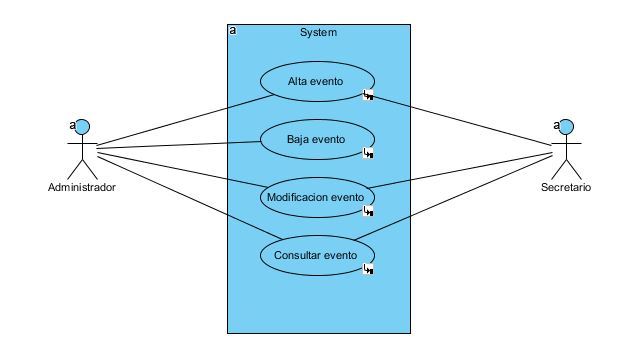 a
System
Alta evento
a
a
Baja evento
Administrador
Secretario
Modificacion evento
Consultar evento